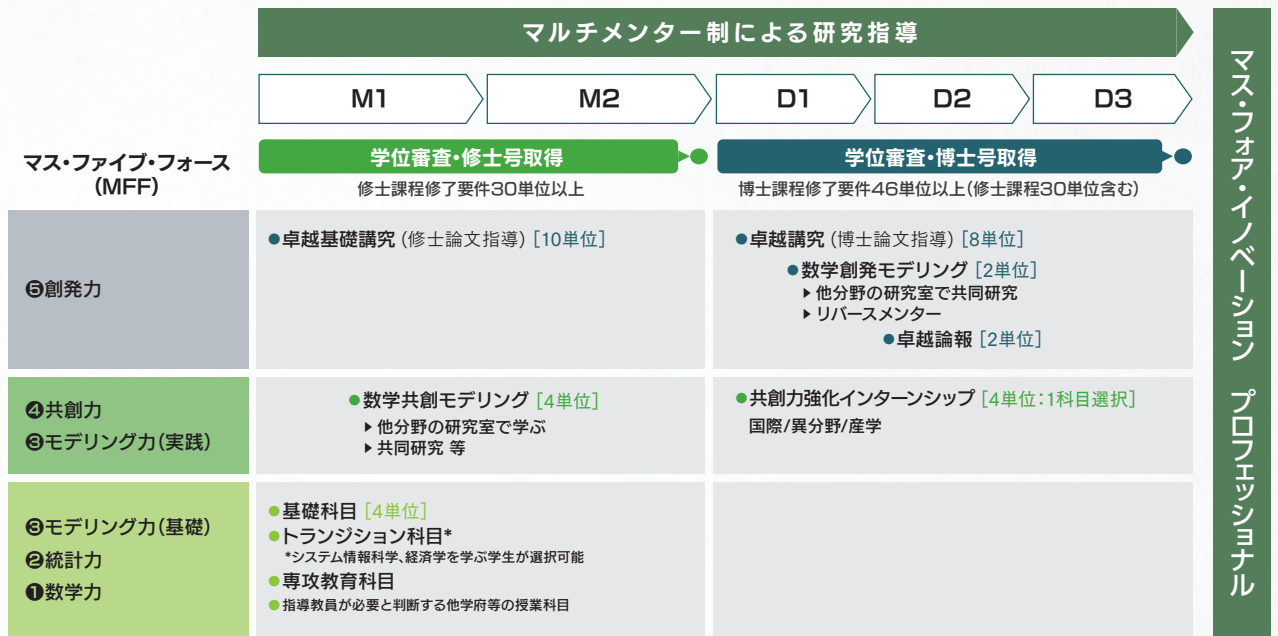 マルチメンター制による研究指導
M1
M2
D1
D2
D3
マス・ファイブ・フォース
(MFF)
学位審査・修士号取得
学位審査・博士号取得
修士課程修了要件30単位以上
博士課程修了要件46単位以上(修士課程30単位含む)
❺創発力
●卓越基礎講究 (修士論文指導) [10単位]
●卓越講究 (博士論文指導) [8単位]
●数学創発モデリング [2単位]
▶他分野の研究室で共同研究
▶リバースメンター
●卓越論報 [2単位]
❹共創力
❸モデリング力(実践)
●数学共創モデリング [4単位]
▶他分野の研究室で学ぶ
▶共同研究 等
●共創力強化インターンシップ [4単位:1科目選択]
国際/異分野/産学
❸モデリング力(基礎)
❷統計力
❶数学力
●基礎科目 [4単位]
●トランジション科目*
*システム情報科学、経済学を学ぶ学生が選択可能
●専攻教育科目
●指導教員が必要と判断する他学府等の授業科目
マス・フォア・イノベーション プロフェッショナル